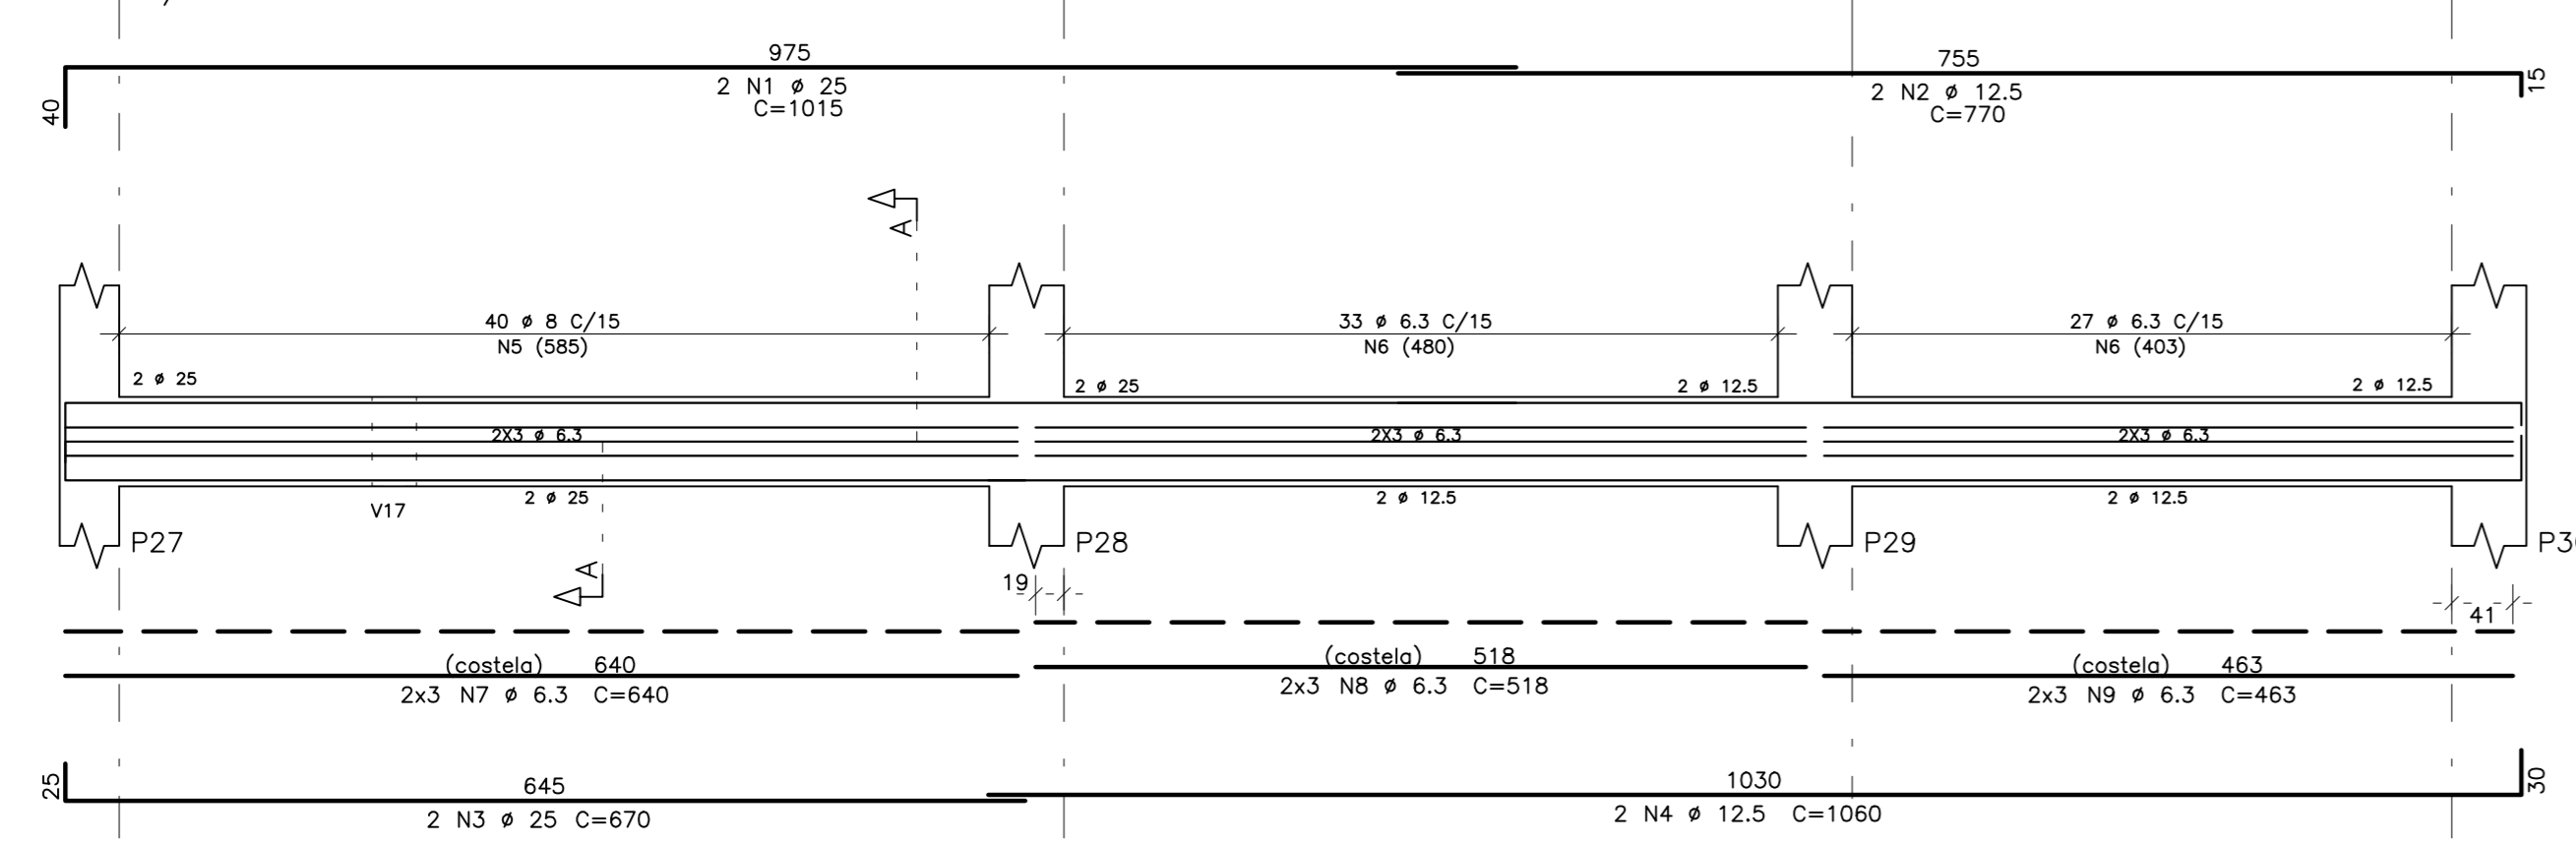 975
755
40
2 N1 ø 25
C=1015
2 N2 ø 12.5
C=770
15
A
40 ø 8 C/15
N5 (585)
33 ø 6.3 C/15
N6 (480)
27 ø 6.3 C/15
N6 (403)
2 ø 25
2 ø 25
2 ø 12.5
2 ø 12.5
2X3 ø 6.3
2X3 ø 6.3
2X3 ø 6.3
2 ø 25
2 ø 12.5
2 ø 12.5
V17
P27
P28
P29
A
19
41
(costela) 640
2x3 N7 ø 6.3 C=640
(costela) 518
2x3 N8 ø 6.3 C=518
(costela) 463
2x3 N9 ø 6.3 C=463
25
645
2 N3 ø 25 C=670
1030
2 N4 ø 12.5 C=1060
30